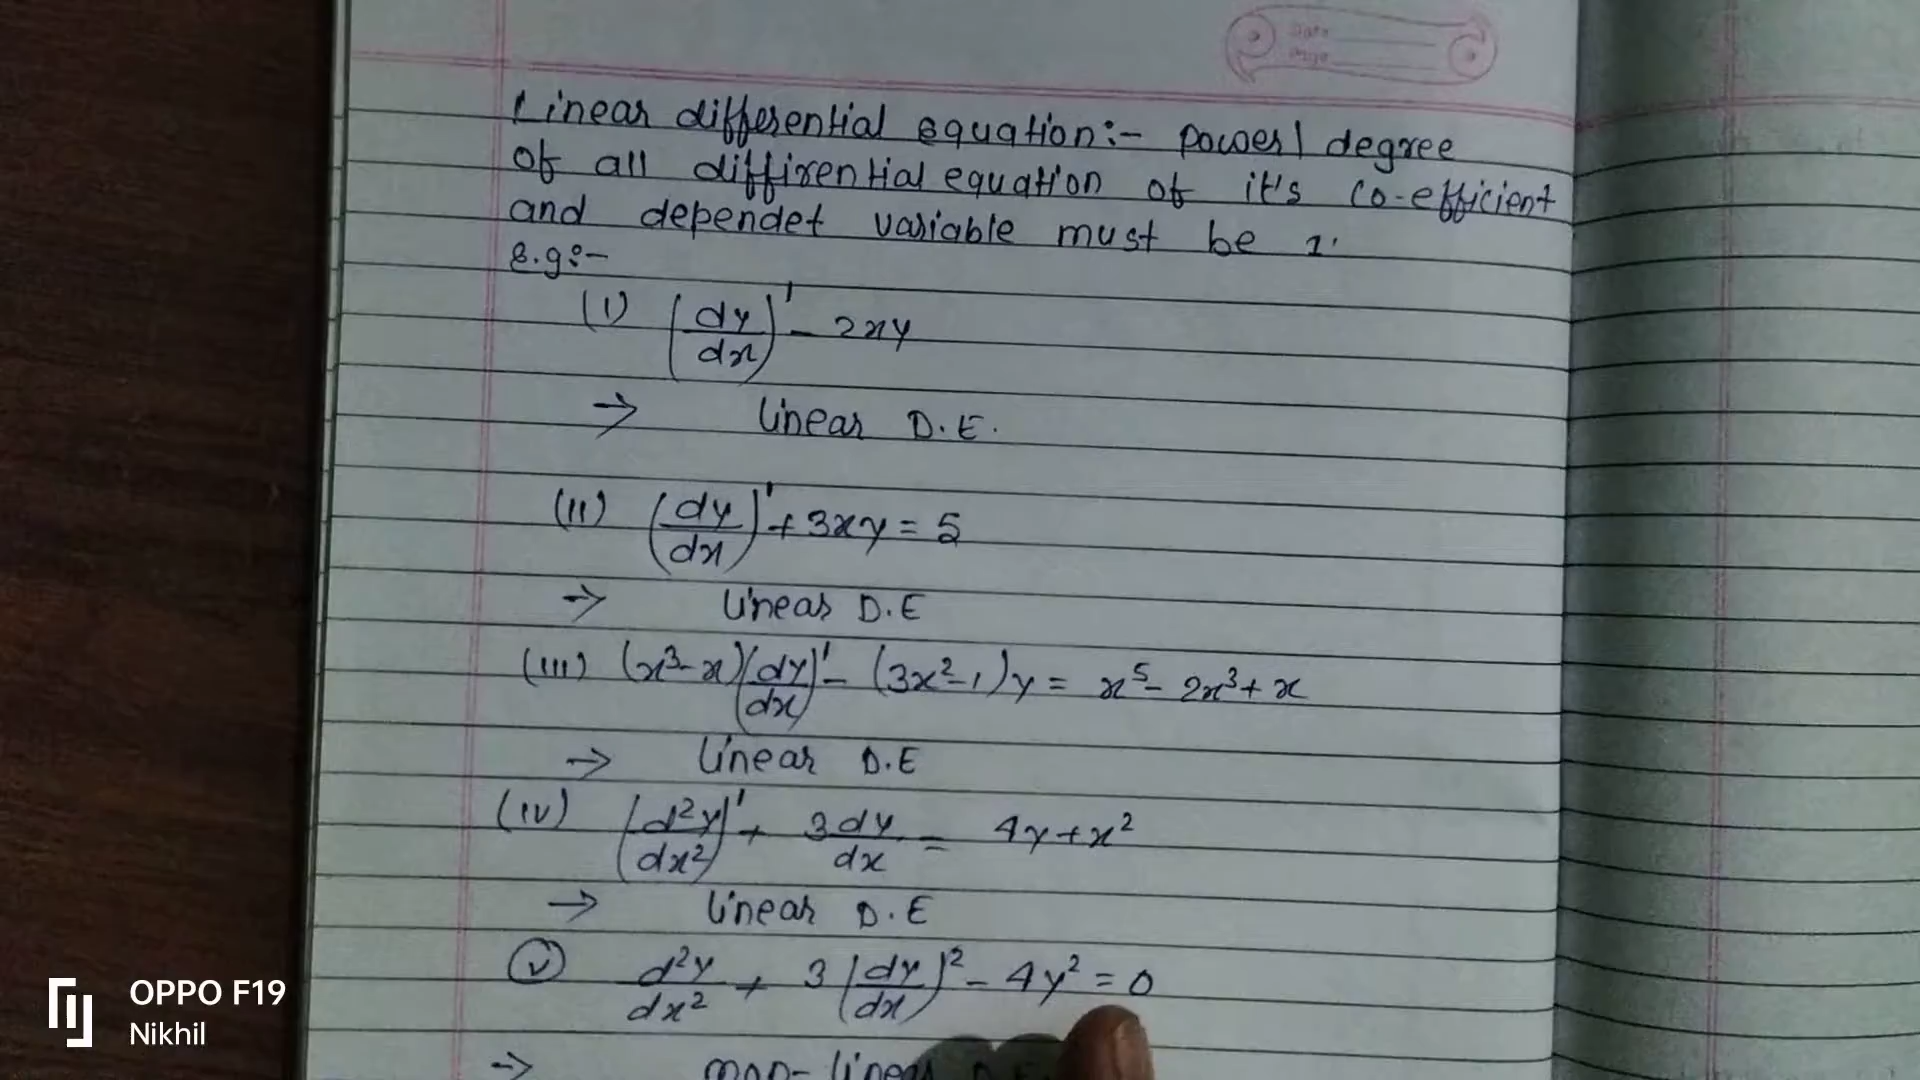 Date
Page
Linear differential equation:- power/ degree
of all diffirential equation of it's co-efficient
and dependet variable must be 1.
e.g:-
(i) (dy/dx)¹ - 2xy
→ Linear D.E.
(ii) (dy/dx)¹ + 3xy = 5
→ Linear D.E
(iii) (x³-x)(dy/dx)¹ - (3x²-1)y = x⁵- 2x³+x
→ Linear D.E
(iv) (d²y/dx²)¹ + 3dy/dx = 4y+x²
→ Linear D.E
(v) d²y/dx² + 3(dy/dx)² - 4y² = 0
→ non-linear D.E.
OPPO F19
Nikhil